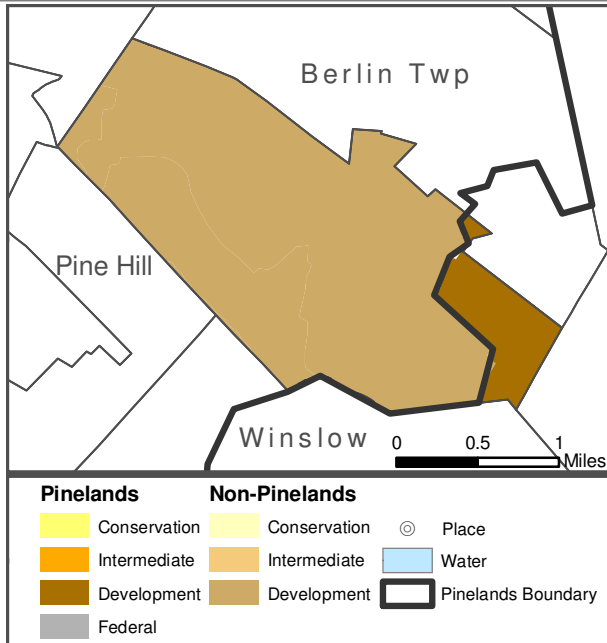 Berlin Twp
Pine Hill
Winslow
0 0.5 1
Miles
Pinelands Non-Pinelands
Conservation Conservation Place
Intermediate Intermediate Water
Development Development Pinelands Boundary
Federal